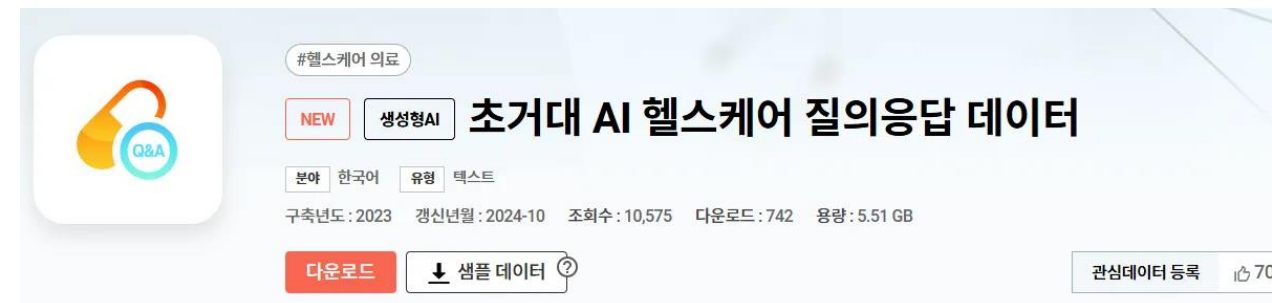 #헬스케어 의료
NEW 생성형AI 초거대 AI 헬스케어 질의응답 데이터
Q&A
분야 한국어 유형 텍스트
구축년도 : 2023 갱신년월 : 2024-10 조회수 : 10,575 다운로드 : 742 용량 : 5.51 GB
다운로드 샘플 데이터 ? 관심데이터 등록 70